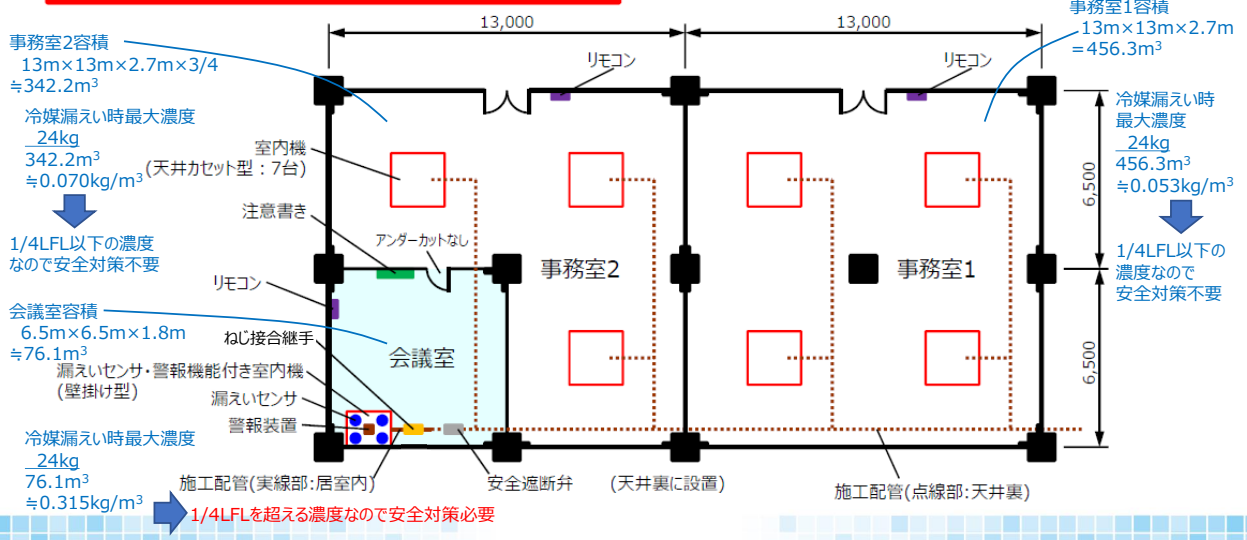 13,000
13,000
事務室2容積
13m×13m×2.7m×3/4
≒342.2m³
冷媒漏えい時最大濃度
24kg
342.2m³
≒0.070kg/m³
1/4LFL以下の濃度
なので安全対策不要
事務室1容積
13m×13m×2.7m
=456.3m³
冷媒漏えい時
最大濃度
24kg
456.3m³
≒0.053kg/m³
1/4LFL以下の
濃度なので
安全対策不要
リモコン
リモコン
室内機
(天井カセット型:7台)
注意書き
アンダーカットなし
事務室2
事務室1
6,500
6,500
リモコン
会議室容積
6.5m×6.5m×1.8m
≒76.1m³
ねじ接合継手
会議室
漏えいセンサ・警報機能付き室内機
(壁掛け型)
漏えいセンサ
警報装置
冷媒漏えい時最大濃度
24kg
76.1m³
≒0.315kg/m³
1/4LFLを超える濃度なので安全対策必要
施工配管(実線部:居室内)
安全遮断弁
(天井裏に設置)
施工配管(点線部:天井裏)